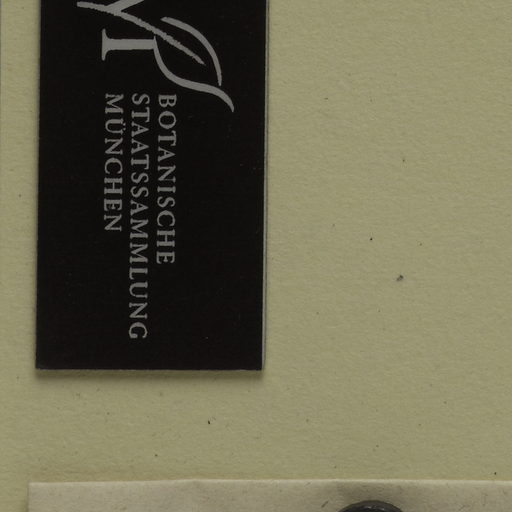 M
BOTANISCHE
STAATSSAMMLUNG
MÜNCHEN